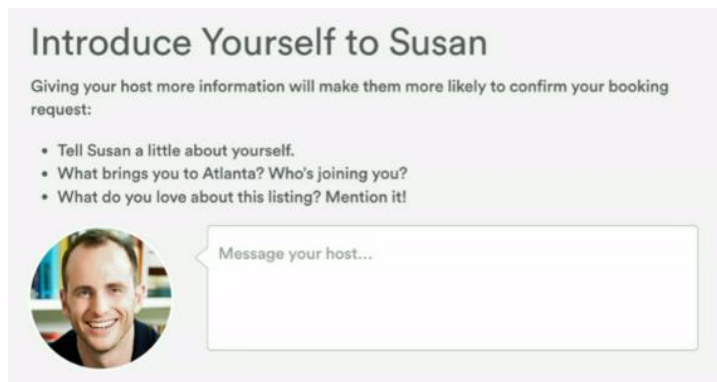 Introduce Yourself to Susan
Giving your host more information will make them more likely to confirm your booking
request:
• Tell Susan a little about yourself.
• What brings you to Atlanta? Who's joining you?
• What do you love about this listing? Mention it!
Message your host...